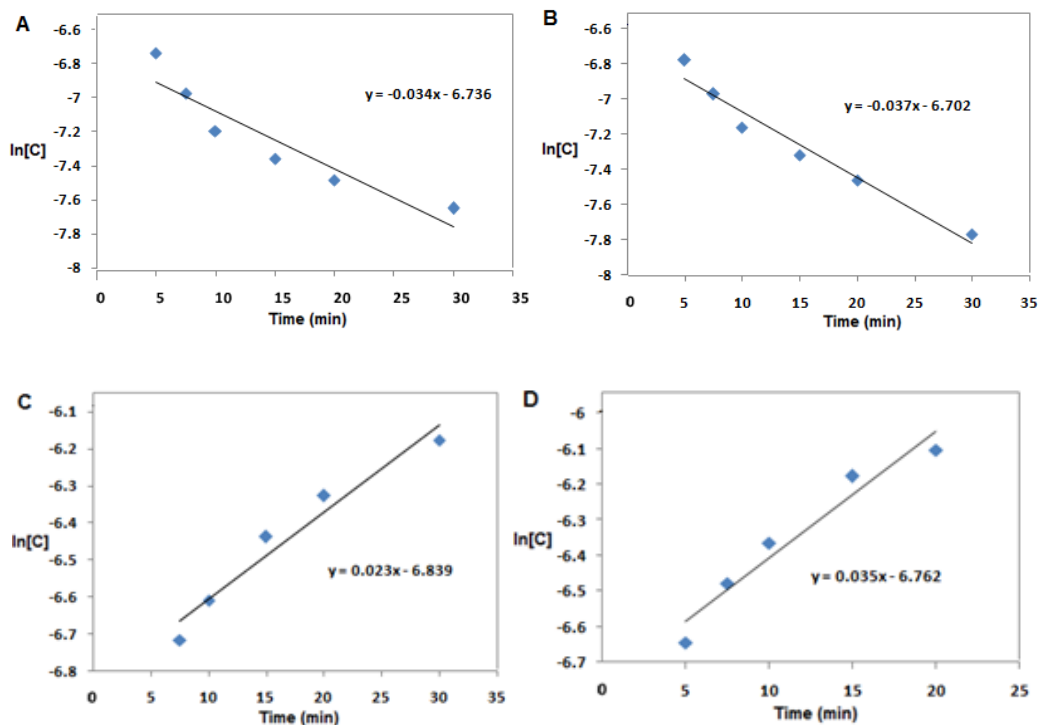 A
-6.6
-6.8
-7
-7.2
ln[C]
-7.4
-7.6
-7.8
-8
y = -0.034x - 6.736
0 5 10 15 20 25 30 35
Time (min)
B
-6.6
-6.8
-7
-7.2
ln[C]
-7.4
-7.6
-7.8
-8
y = -0.037x - 6.702
0 5 10 15 20 25 30 35
Time (min)
C
-6.1
-6.2
-6.3
-6.4
ln[C]
-6.5
-6.6
-6.7
-6.8
y = 0.023x - 6.839
0 5 10 15 20 25 30 35
Time (min)
D
-6
-6.1
-6.2
-6.3
ln[C]
-6.4
-6.5
-6.6
-6.7
y = 0.035x - 6.762
0 5 10 15 20 25
Time (min)